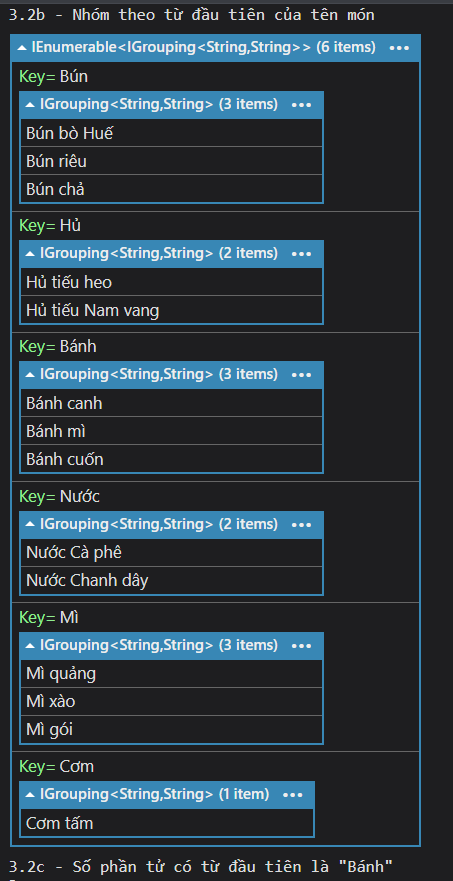 3.2b - Nhóm theo từ đầu tiên của tên món
IEnumerable<IGrouping<String,String>> (6 items)
Key= Bún
IGrouping<String,String> (3 items)
Bún bò Huế
Bún riêu
Bún chả
Key= Hủ
IGrouping<String,String> (2 items)
Hủ tiếu heo
Hủ tiếu Nam vang
Key= Bánh
IGrouping<String,String> (3 items)
Bánh canh
Bánh mì
Bánh cuốn
Key= Nước
IGrouping<String,String> (2 items)
Nước Cà phê
Nước Chanh dây
Key= Mì
IGrouping<String,String> (3 items)
Mì quảng
Mì xào
Mì gói
Key= Cơm
IGrouping<String,String> (1 item)
Cơm tấm
3.2c - Số phần tử có từ đầu tiên là "Bánh"